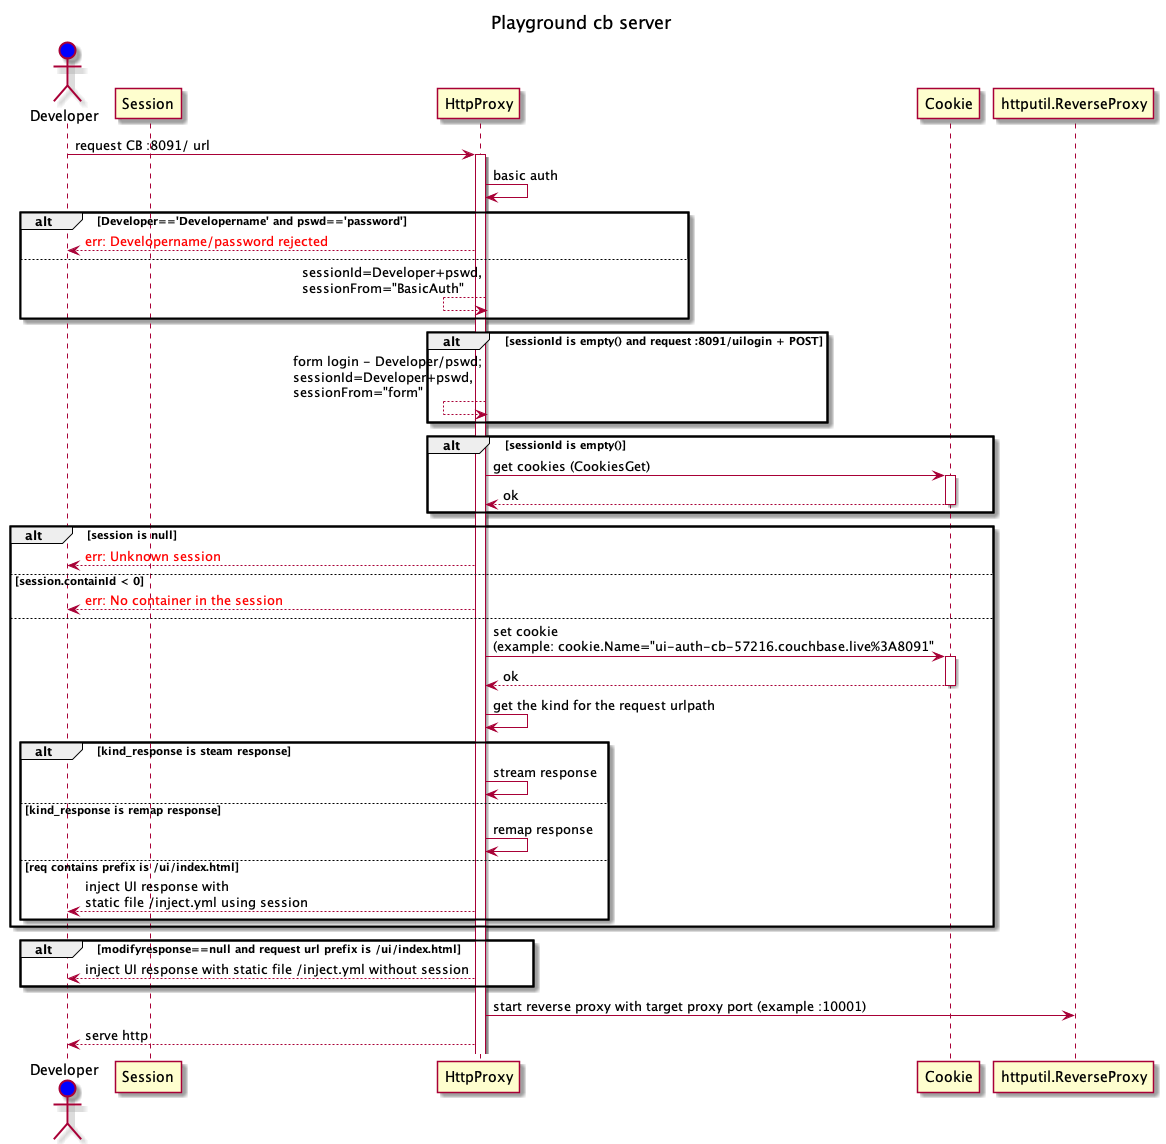 Playground cb server
Developer
Session
HttpProxy
Cookie
httputil.ReverseProxy
request CB :8091/ url
basic auth
alt
[Developer=='Developername' and pswd=='password']
err: Developername/password rejected
sessionId=Developer+pswd,
sessionFrom="BasicAuth"
alt
[sessionId is empty() and request :8091/uilogin + POST]
form login - Developer/pswd;
sessionId=Developer+pswd,
sessionFrom="form"
alt
[sessionId is empty()]
get cookies (CookiesGet)
ok
alt
[session is null]
err: Unknown session
[session.containId < 0]
err: No container in the session
set cookie
(example: cookie.Name="ui-auth-cb-57216.couchbase.live%3A8091"
ok
get the kind for the request urlpath
alt
[kind_response is steam response]
stream response
[kind_response is remap response]
remap response
[req contains prefix is /ui/index.html]
inject UI response with
static file /inject.yml using session
alt
[modifyresponse==null and request url prefix is /ui/index.html]
inject UI response with static file /inject.yml without session
start reverse proxy with target proxy port (example :10001)
serve http
Developer
Session
HttpProxy
Cookie
httputil.ReverseProxy